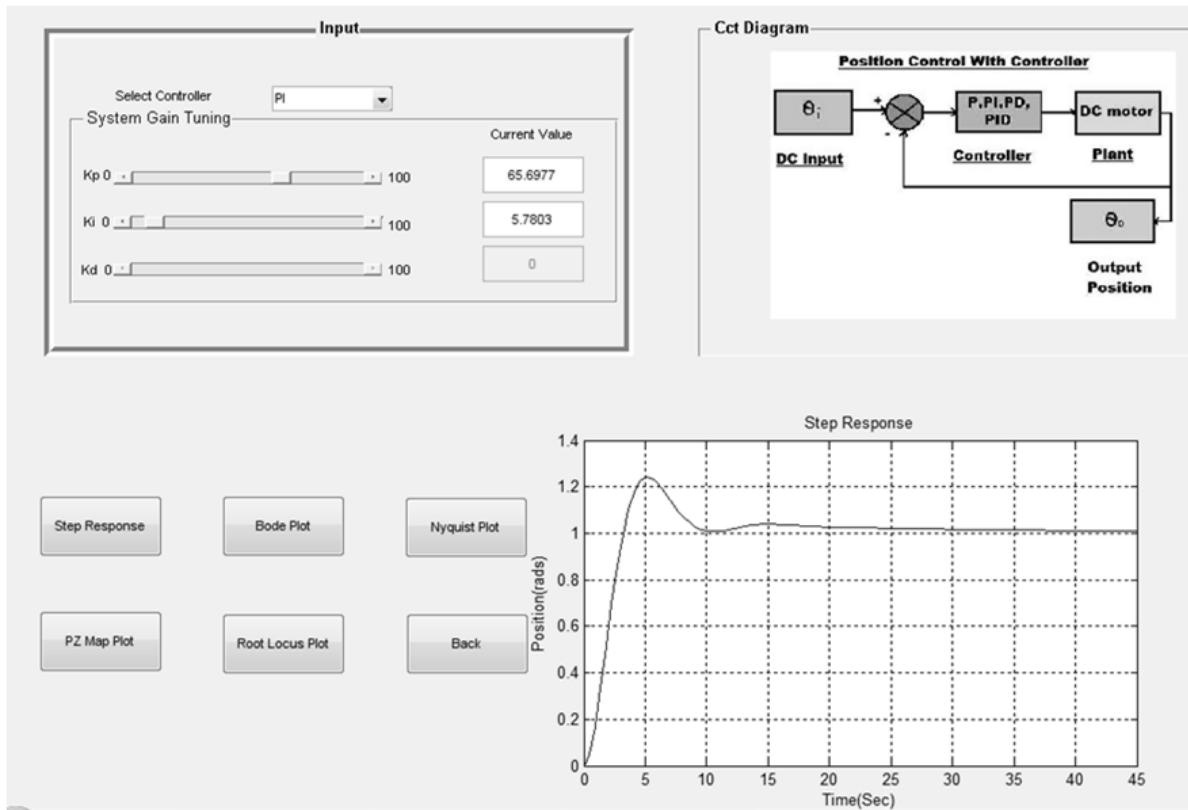 Input
Select Controller
PI
System Gain Tuning
Current Value
Kp 0 100 65.6977
Ki 0 100 5.7803
Kd 0 100 0
Cct Diagram
Position Control With Controller
Θi
+
-
P,PI,PD,
PID
DC motor
DC Input
Controller
Plant
Θo
Output
Position
Step Response
Bode Plot
Nyquist Plot
PZ Map Plot
Root Locus Plot
Back
Step Response
Position(rads)
1.4
1.2
1
0.8
0.6
0.4
0.2
0
0 5 10 15 20 25 30 35 40 45
Time(Sec)